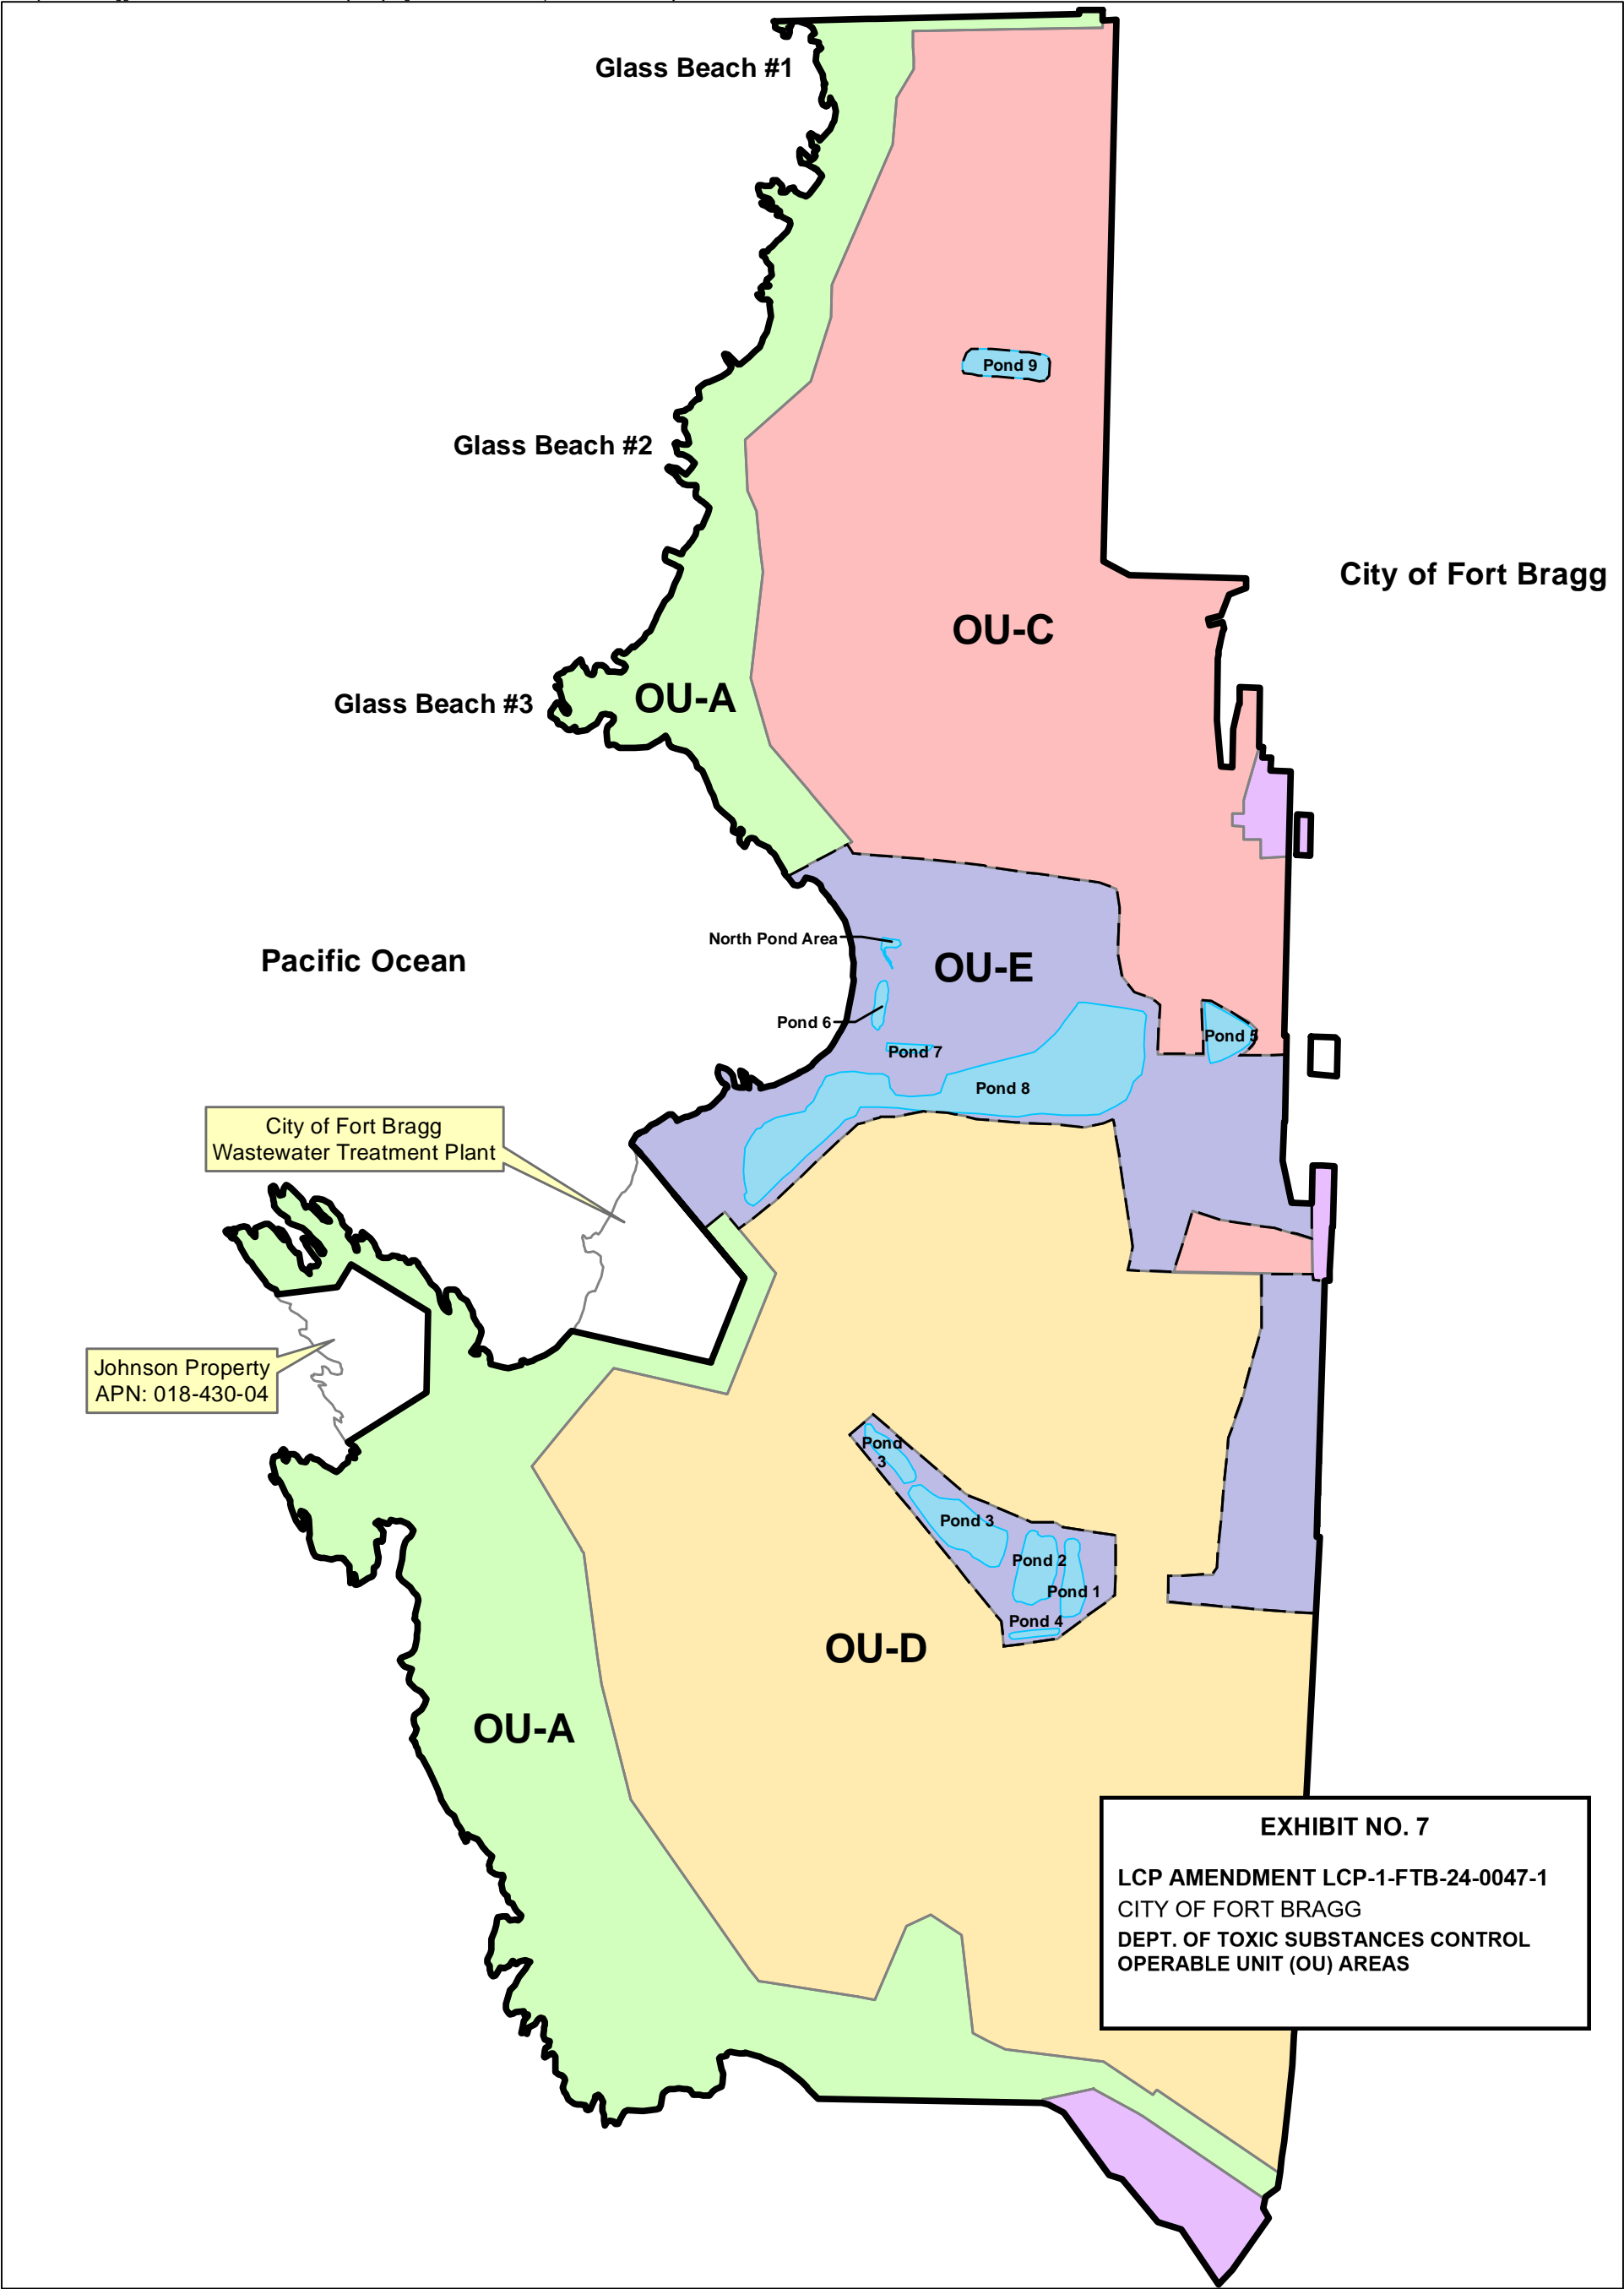 Glass Beach #1
Pond 9
Glass Beach #2
City of Fort Bragg
OU-C
Glass Beach #3
OU-A
North Pond Area
Pacific Ocean
OU-E
Pond 6
Pond 5
Pond 7
Pond 8
City of Fort Bragg
Wastewater Treatment Plant
Johnson Property
APN: 018-430-04
Pond
3
Pond 3
Pond 2
Pond 1
Pond 4
OU-D
OU-A
EXHIBIT NO. 7
LCP AMENDMENT LCP-1-FTB-24-0047-1
CITY OF FORT BRAGG
DEPT. OF TOXIC SUBSTANCES CONTROL
OPERABLE UNIT (OU) AREAS